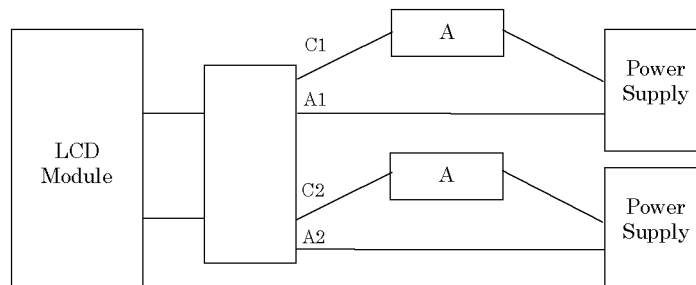 C1
A
A1
Power
Supply
LCD
Module
C2
A
A2
Power
Supply